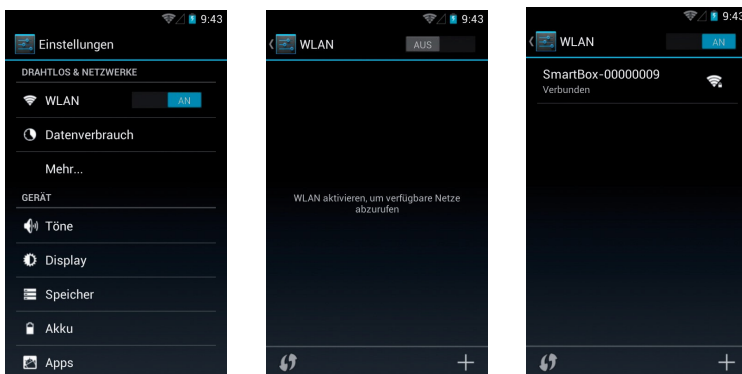 9:43
Einstellungen
DRAHTLOS & NETZWERKE
WLAN AN
Datenverbrauch
Mehr...
GERÄT
Töne
Display
Speicher
Akku
Apps
9:43
WLAN AUS
WLAN aktivieren, um verfügbare Netze
abzurufen
9:43
WLAN AN
SmartBox-00000009
Verbunden